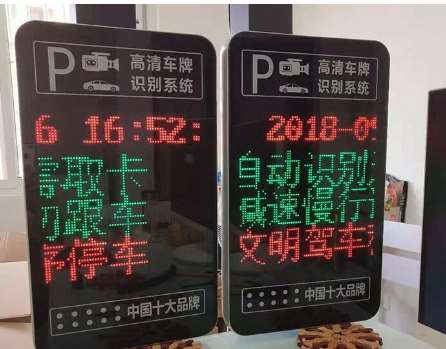 P 高清车牌
识别系统
6 16:52:
取卡
跟车
停车
中国十大品牌
P 高清车牌
识别系统
2018-0
自动识别
减速慢行
文明驾车
中国十大品牌